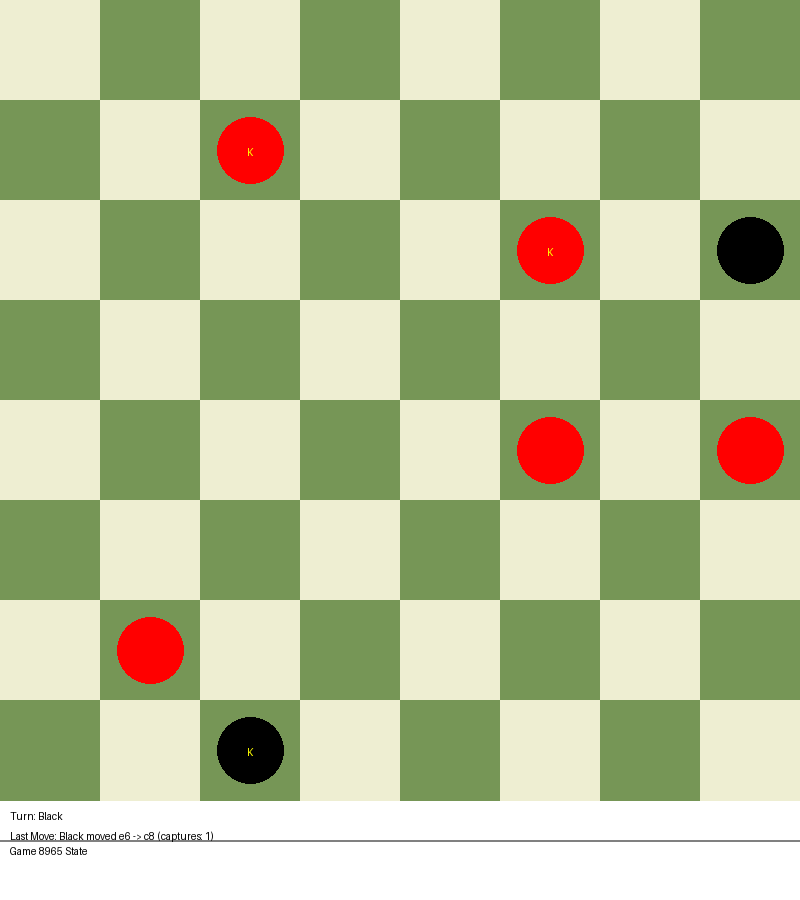 K
K
K
Turn: Black
Last Move: Black moved e6 -> c8 (captures: 1)
Game 8965 State